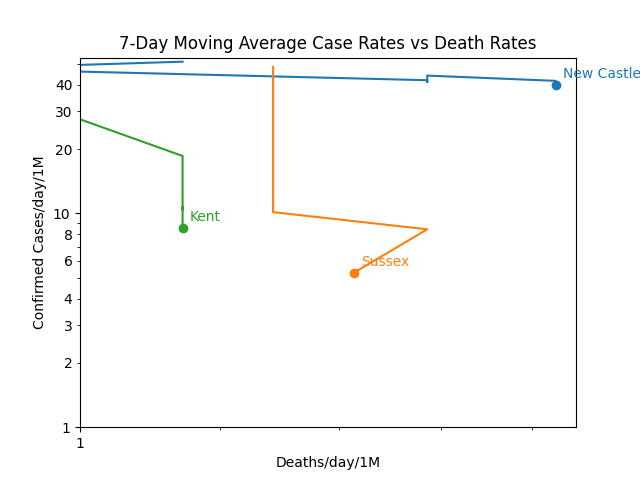 7-Day Moving Average Case Rates vs Death Rates
New Castle
40
30
20
10
8
6
4
3
2
1
Kent
Sussex
Confirmed Cases/day/1M
1
Deaths/day/1M